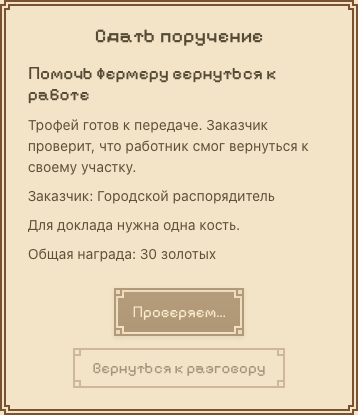 Сдать поручение
Помочь фермеру вернуться к
работе
Трофей готов к передаче. Заказчик
проверит, что работник смог вернуться к
своему участку.
Заказчик: Городской распорядитель
Для доклада нужна одна кость.
Общая награда: 30 золотых
Проверяем...
Вернуться к разговору